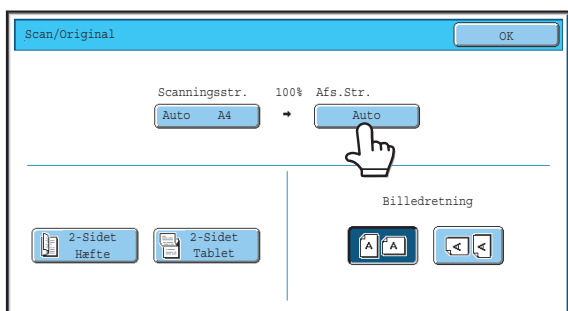 Scan/Original OK
Scanningsstr. 100% Afs.Str.
Auto A4 Auto
Billedretning
2-Sidet
Hæfte
2-Sidet
Tablet
A A
A A